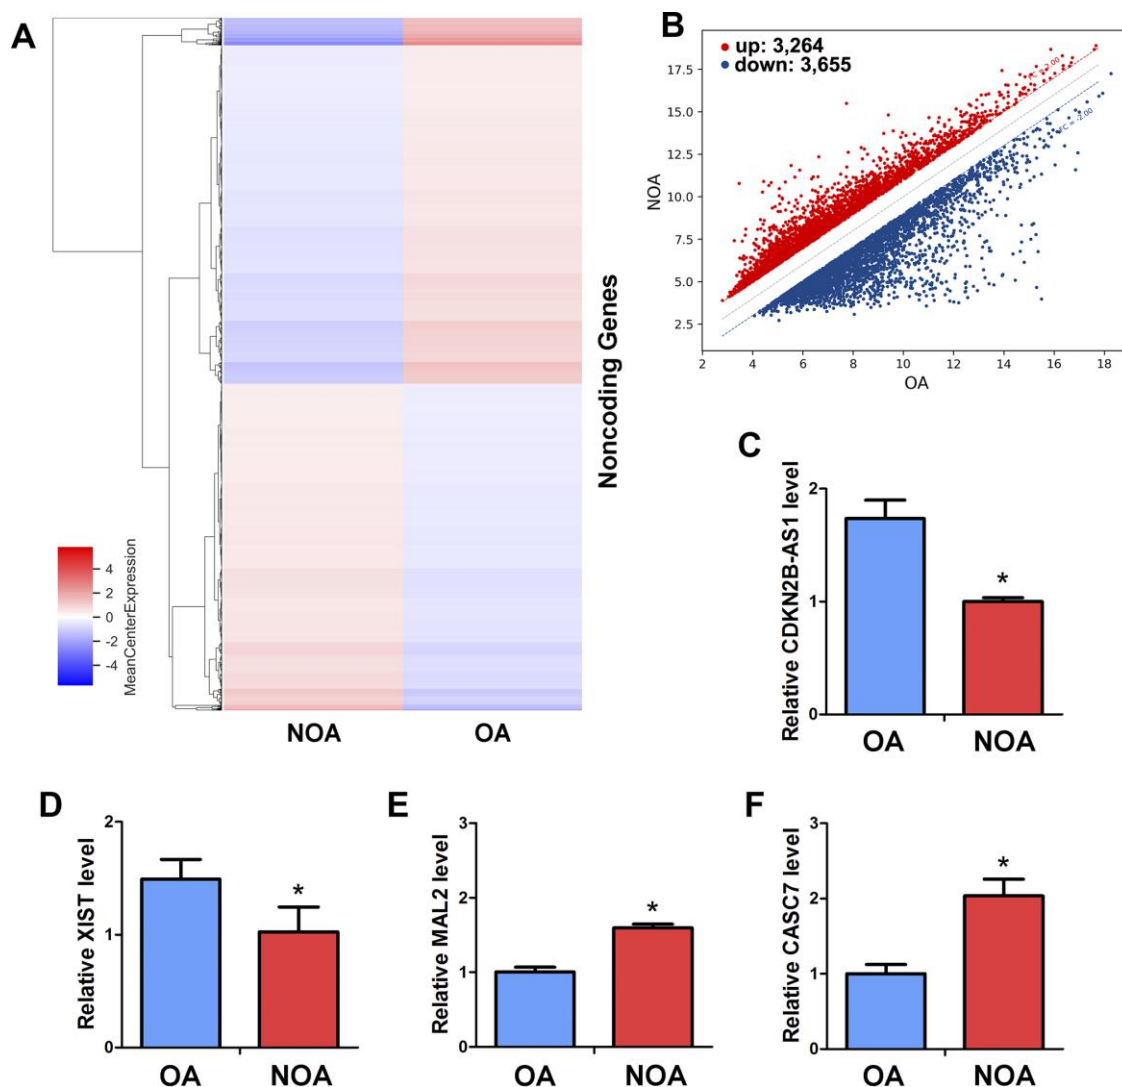 A
4
2
0
-2
-4
MeanCenterExpression
NOA
OA
Noncoding Genes
B
up: 3,264
down: 3,655
17.5
15.0
12.5
10.0
7.5
5.0
2.5
NOA
FC = -2.00
2
4
6
8
10
12
14
16
18
OA
C
Relative CDKN2B-AS1 level
2
1
0
*
OA
NOA
D
Relative XIST level
2
1
0
*
OA
NOA
E
Relative MAL2 level
3
2
1
0
*
OA
NOA
F
Relative CASC7 level
3
2
1
0
*
OA
NOA